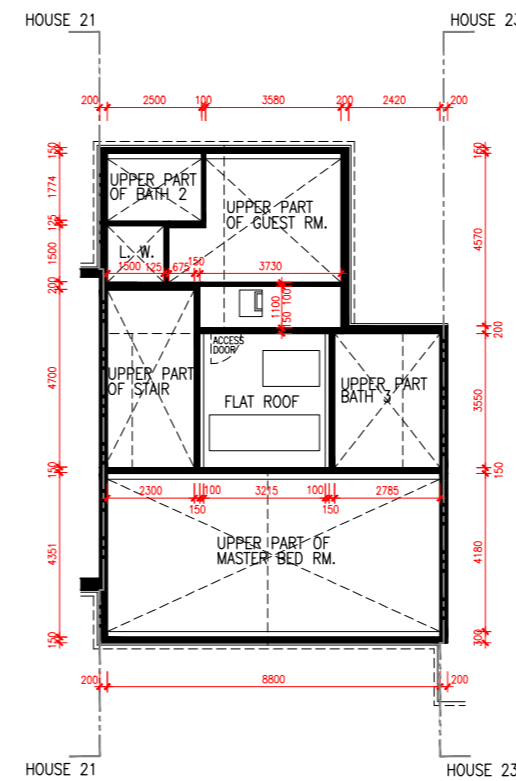 HOUSE 21
HOUSE 23
200 2500 100 3580 200 2420 200
150
1774
125
1500
200
4700
150
4351
150
150
4570
200
3550
150
4180
300
UPPER PART
OF BATH 2
UPPER PART
OF GUEST RM.
L. W.
1500 125 675 150 3730
1100 100
150
ACCESS
DOOR
UPPER PART
OF STAIR
FLAT ROOF
UPPER PART
BATH 3
2300 100 3215 100 2785
150 150
UPPER PART OF
MASTER BED RM.
200 8800 200
HOUSE 21
HOUSE 23